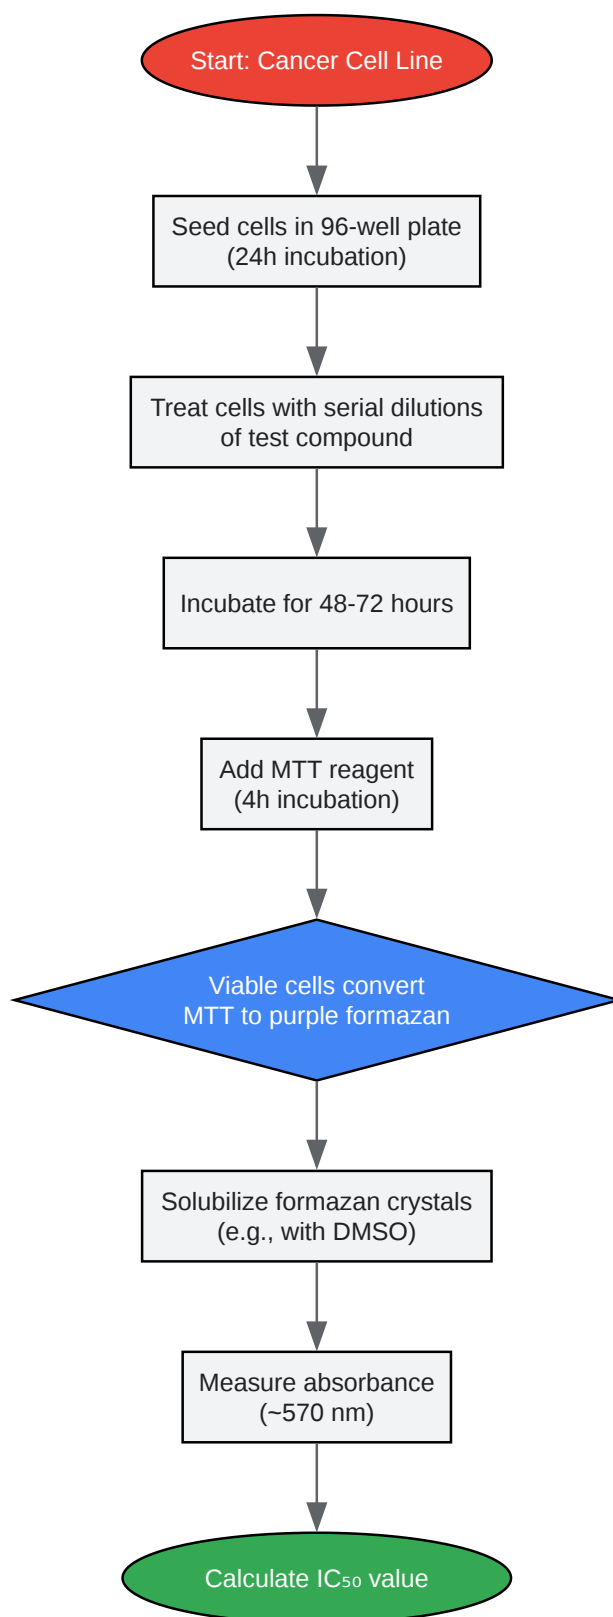 Start: Cancer Cell Line
Seed cells in 96-well plate
(24h incubation)
Treat cells with serial dilutions
of test compound
Incubate for 48-72 hours
Add MTT reagent
(4h incubation)
Viable cells convert
MTT to purple formazan
Solubilize formazan crystals
(e.g., with DMSO)
Measure absorbance
(~570 nm)
Calculate IC₅₀ value